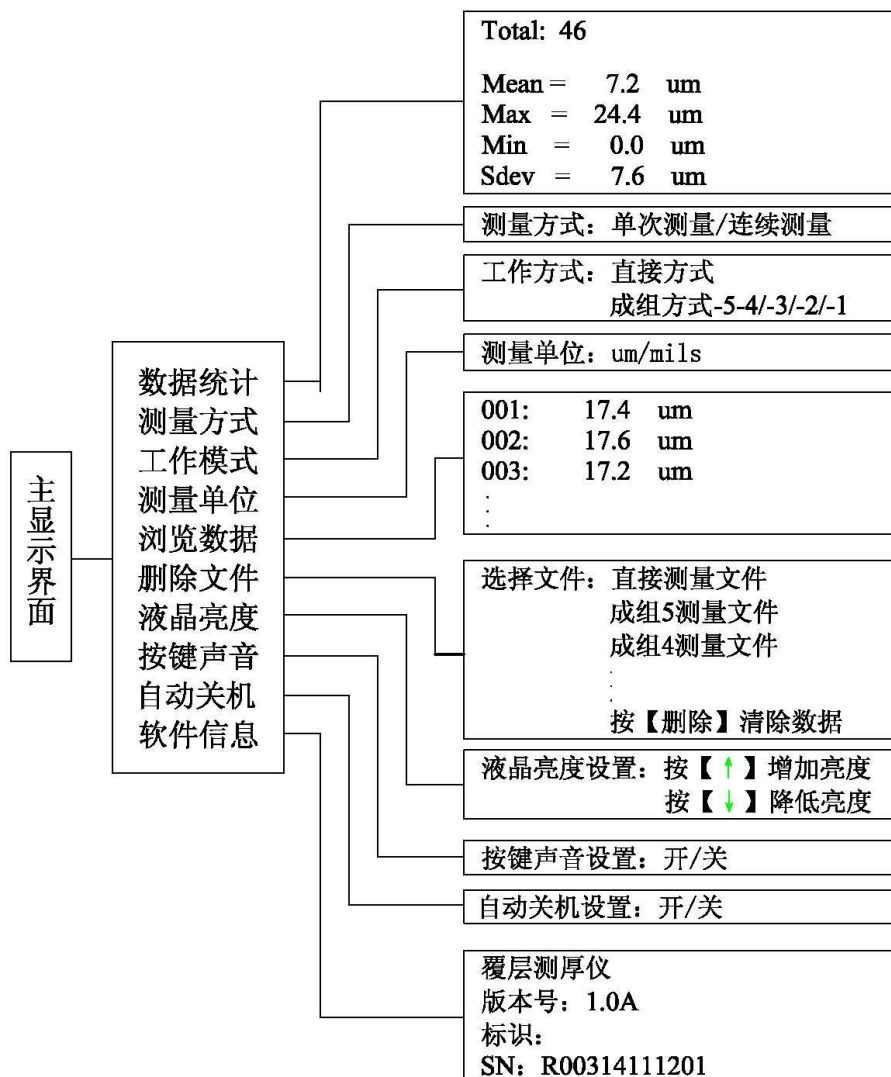 主显示界面
数据统计
测量方式
工作模式
测量单位
浏览数据
删除文件
液晶亮度
按键声音
自动关机
软件信息
Total: 46
Mean = 7.2 um
Max = 24.4 um
Min = 0.0 um
Sdev = 7.6 um
测量方式：单次测量/连续测量
工作方式：直接方式
成组方式-5-4/-3/-2/-1
测量单位：um/mils
001: 17.4 um
002: 17.6 um
003: 17.2 um
选择文件：直接测量文件
成组5测量文件
成组4测量文件
按【删除】清除数据
液晶亮度设置：按【↑】增加亮度
按【↓】降低亮度
按键声音设置：开/关
自动关机设置：开/关
覆层测厚仪
版本号：1.0A
标识：
SN：R00314111201